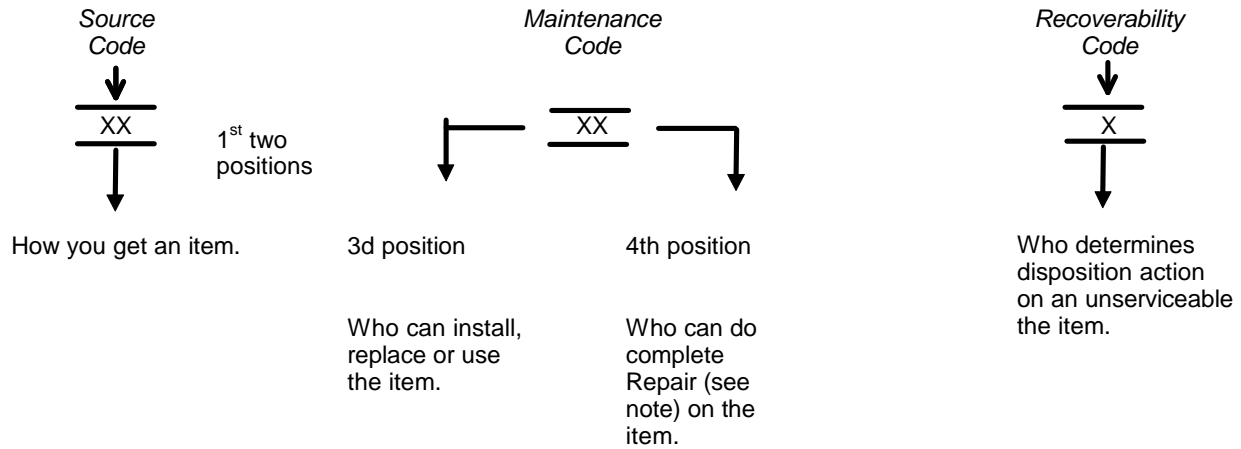 Source
Code
Maintenance
Code
Recoverability
Code
XX
1st two
positions
XX
X
How you get an item.
3d position
4th position
Who determines
disposition action
on an unserviceable
the item.
Who can install,
replace or use
the item.
Who can do
complete
Repair (see
note) on the
item.